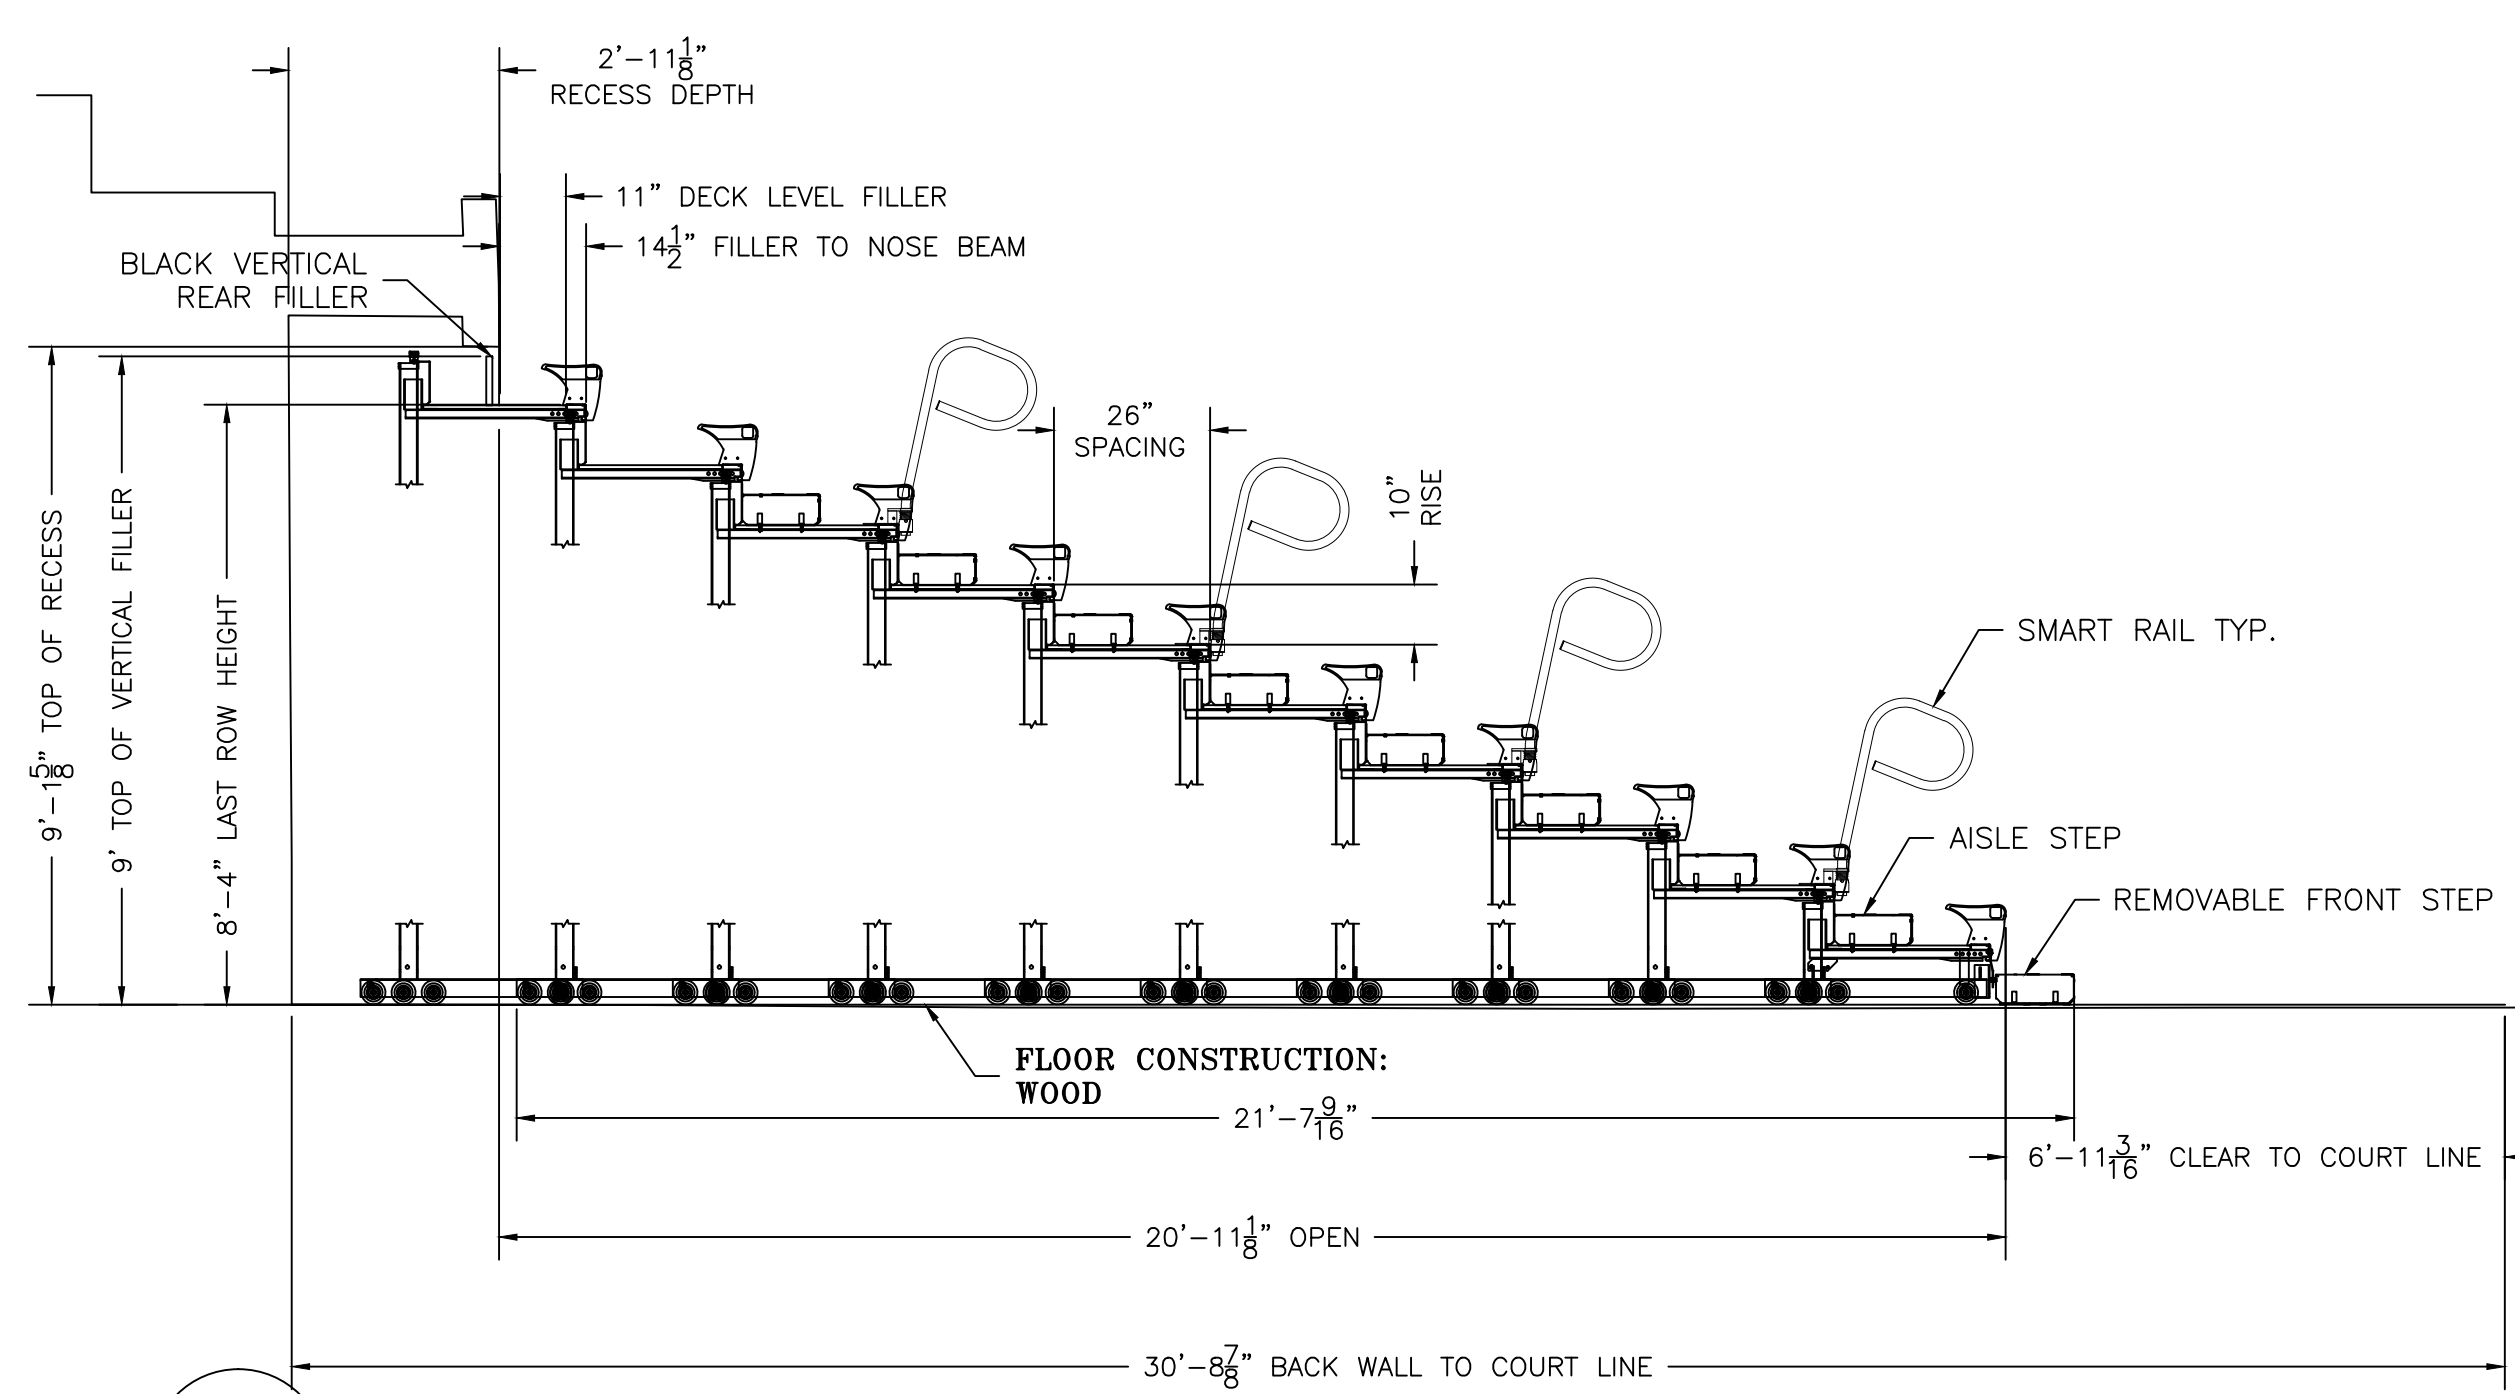 2'-11 1/8"
RECESS DEPTH
11" DECK LEVEL FILLER
14 1/2" FILLER TO NOSE BEAM
BLACK VERTICAL
REAR FILLER
26"
SPACING
10"
RISE
9'-1 5/8" TOP OF RECESS
9' TOP OF VERTICAL FILLER
8'-4" LAST ROW HEIGHT
SMART RAIL TYP.
AISLE STEP
REMOVABLE FRONT STEP
FLOOR CONSTRUCTION:
WOOD
21'-7 9/16"
6'-11 3/16" CLEAR TO COURT LINE
20'-11 1/8" OPEN
30'-8 7/8" BACK WALL TO COURT LINE